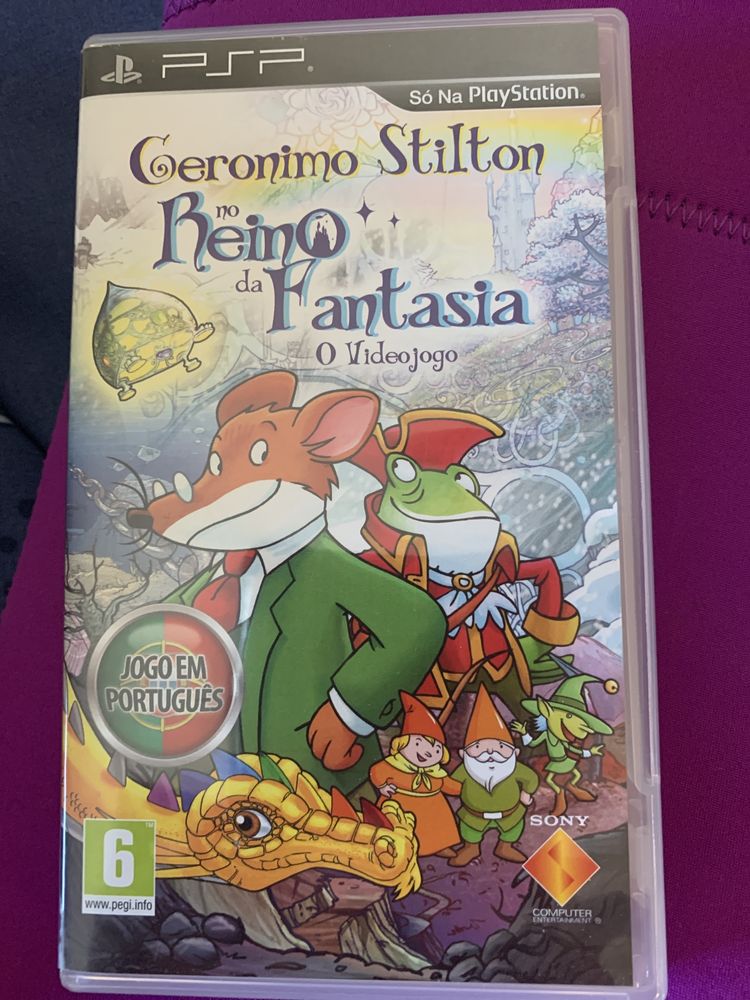 PSP
Só Na PlayStation®
Geronimo Stilton
no
Reino
da Fantasia
O Videojogo
JOGO EM
PORTUGUÊS
6™
www.pegi.info
SONY
COMPUTER
ENTERTAINMENT ®